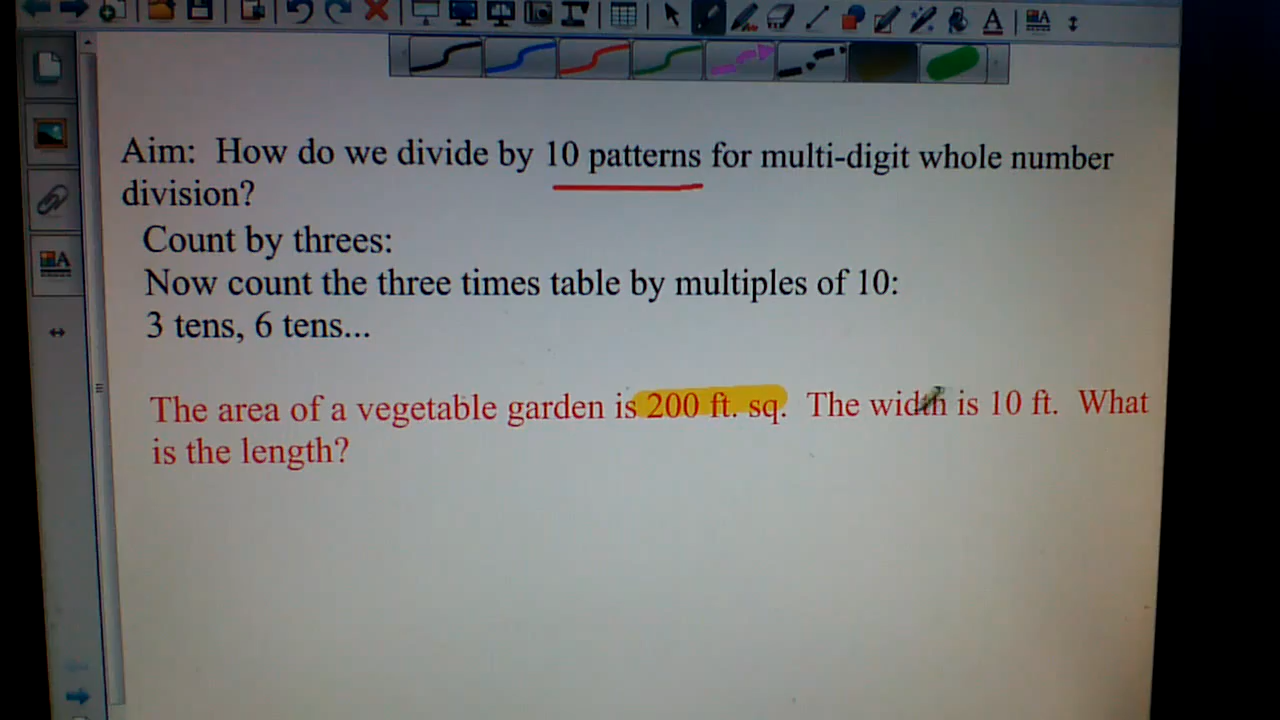 Aim:  How do we divide by 10 patterns for multi-digit whole number
division?
Count by threes:
Now count the three times table by multiples of 10:
3 tens, 6 tens...
The area of a vegetable garden is 200 ft. sq.  The width is 10 ft.  What
is the length?